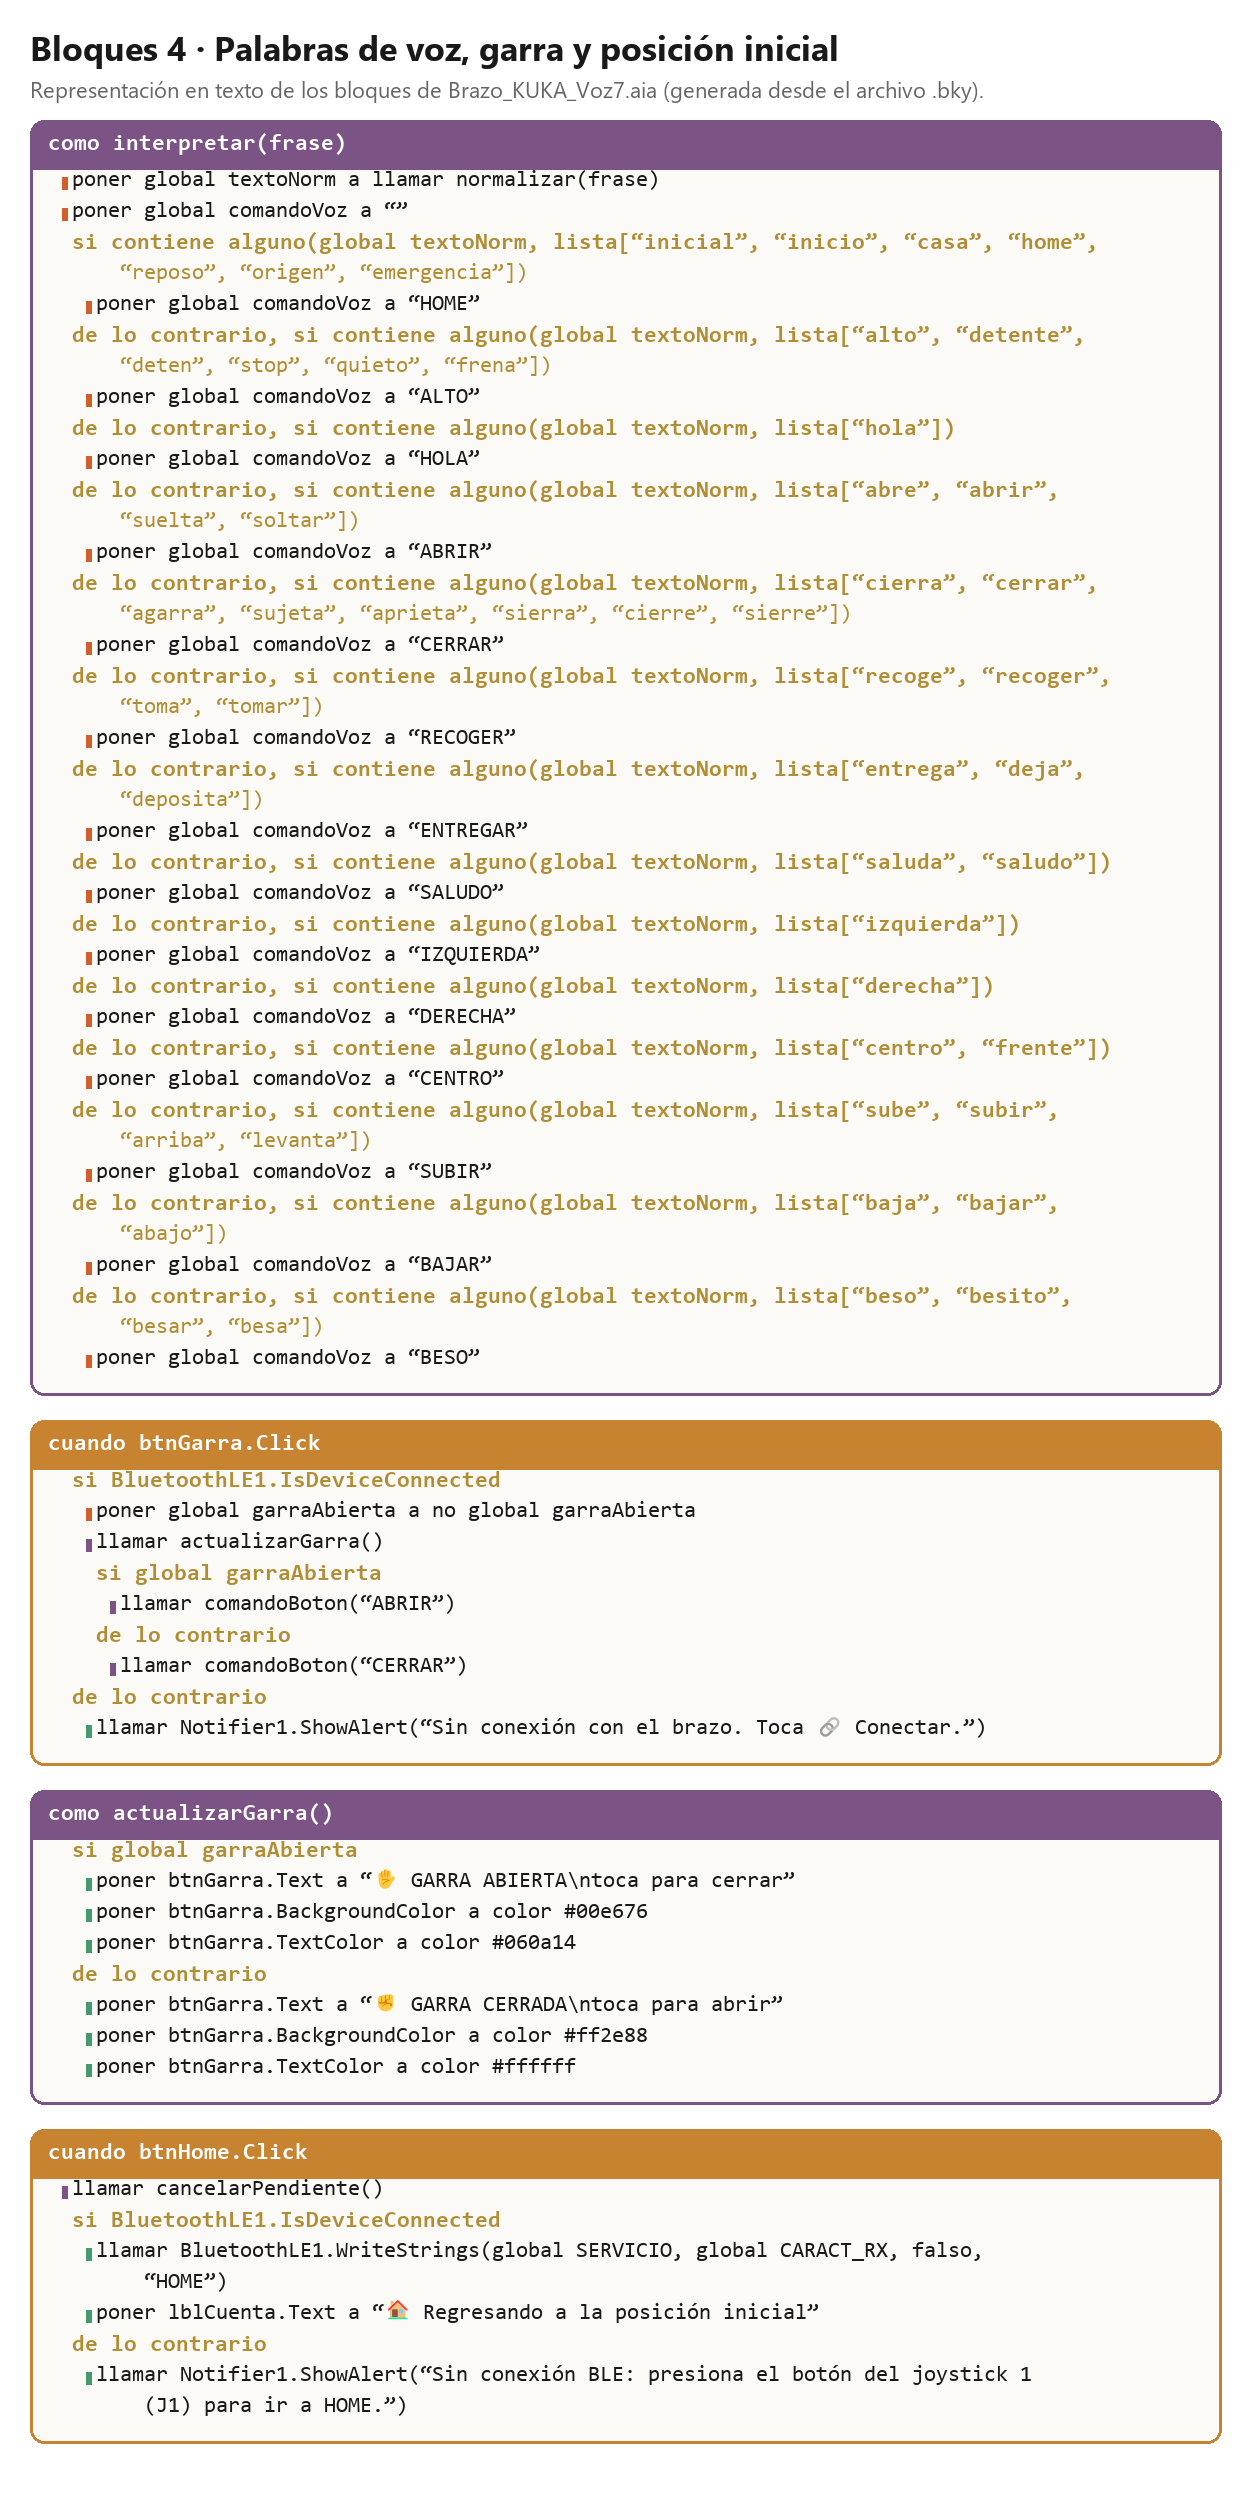 Bloques 4 · Palabras de voz, garra y posición inicial
Representación en texto de los bloques de Brazo_KUKA_Voz7.aia (generada desde el archivo .bky).
como interpretar(frase)
poner global textoNorm a llamar normalizar(frase)
poner global comandoVoz a “”
si contiene alguno(global textoNorm, lista[“inicial”, “inicio”, “casa”, “home”,
“reposo”, “origen”, “emergencia”])
poner global comandoVoz a “HOME”
de lo contrario, si contiene alguno(global textoNorm, lista[“alto”, “detente”,
“deten”, “stop”, “quieto”, “frena”])
poner global comandoVoz a “ALTO”
de lo contrario, si contiene alguno(global textoNorm, lista[“hola”])
poner global comandoVoz a “HOLA”
de lo contrario, si contiene alguno(global textoNorm, lista[“abre”, “abrir”,
“suelta”, “soltar”])
poner global comandoVoz a “ABRIR”
de lo contrario, si contiene alguno(global textoNorm, lista[“cierra”, “cerrar”,
“agarra”, “sujeta”, “aprieta”, “sierra”, “cierre”, “sierre”])
poner global comandoVoz a “CERRAR”
de lo contrario, si contiene alguno(global textoNorm, lista[“recoge”, “recoger”,
“toma”, “tomar”])
poner global comandoVoz a “RECOGER”
de lo contrario, si contiene alguno(global textoNorm, lista[“entrega”, “deja”,
“deposita”])
poner global comandoVoz a “ENTREGAR”
de lo contrario, si contiene alguno(global textoNorm, lista[“saluda”, “saludo”])
poner global comandoVoz a “SALUDO”
de lo contrario, si contiene alguno(global textoNorm, lista[“izquierda”])
poner global comandoVoz a “IZQUIERDA”
de lo contrario, si contiene alguno(global textoNorm, lista[“derecha”])
poner global comandoVoz a “DERECHA”
de lo contrario, si contiene alguno(global textoNorm, lista[“centro”, “frente”])
poner global comandoVoz a “CENTRO”
de lo contrario, si contiene alguno(global textoNorm, lista[“sube”, “subir”,
“arriba”, “levanta”])
poner global comandoVoz a “SUBIR”
de lo contrario, si contiene alguno(global textoNorm, lista[“baja”, “bajar”,
“abajo”])
poner global comandoVoz a “BAJAR”
de lo contrario, si contiene alguno(global textoNorm, lista[“beso”, “besito”,
“besar”, “besa”])
poner global comandoVoz a “BESO”
cuando btnGarra.Click
si BluetoothLE1.IsDeviceConnected
poner global garraAbierta a no global garraAbierta
llamar actualizarGarra()
si global garraAbierta
llamar comandoBoton(“ABRIR”)
de lo contrario
llamar comandoBoton(“CERRAR”)
de lo contrario
llamar Notifier1.ShowAlert(“Sin conexión con el brazo. Toca 🔗 Conectar.”)
como actualizarGarra()
si global garraAbierta
poner btnGarra.Text a “✋ GARRA ABIERTA\ntoca para cerrar”
poner btnGarra.BackgroundColor a color #00e676
poner btnGarra.TextColor a color #060a14
de lo contrario
poner btnGarra.Text a “✊ GARRA CERRADA\ntoca para abrir”
poner btnGarra.BackgroundColor a color #ff2e88
poner btnGarra.TextColor a color #ffffff
cuando btnHome.Click
llamar cancelarPendiente()
si BluetoothLE1.IsDeviceConnected
llamar BluetoothLE1.WriteStrings(global SERVICIO, global CARACT_RX, falso,
“HOME”)
poner lblCuenta.Text a “🏠 Regresando a la posición inicial”
de lo contrario
llamar Notifier1.ShowAlert(“Sin conexión BLE: presiona el botón del joystick 1
(J1) para ir a HOME.”)